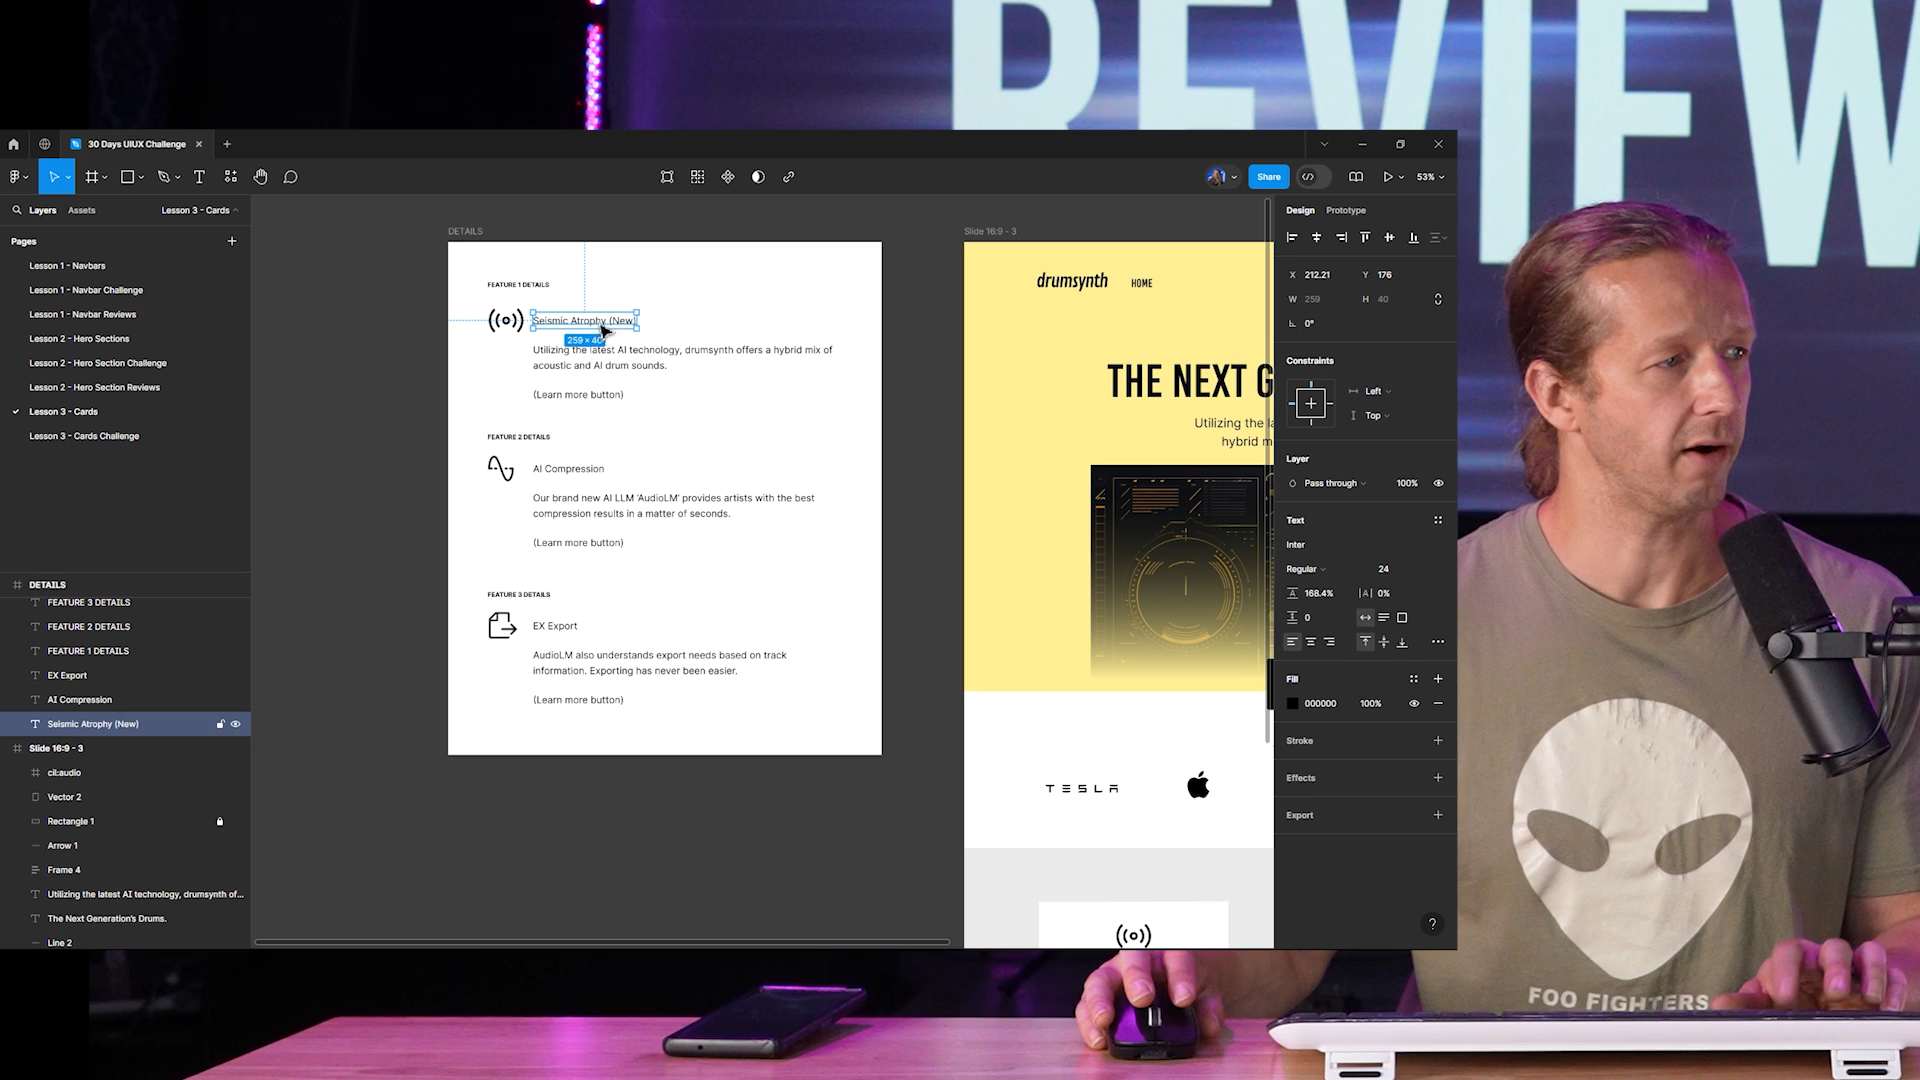 REVIEW
30 Days UIUX Challenge
Share
53%
Layers
Assets
Lesson 3 - Cards
Pages
Lesson 1 - Navbars
Lesson 1 - Navbar Challenge
Lesson 1 - Navbar Reviews
Lesson 2 - Hero Sections
Lesson 2 - Hero Section Challenge
Lesson 2 - Hero Section Reviews
Lesson 3 - Cards
Lesson 3 - Cards Challenge
DETAILS
FEATURE 3 DETAILS
FEATURE 2 DETAILS
FEATURE 1 DETAILS
EX Export
AI Compression
Seismic Atrophy (New)
Slide 16:9 - 3
cil:audio
Vector 2
Rectangle 1
Arrow 1
Frame 4
Utilizing the latest AI technology, drumsynth of...
The Next Generation's Drums.
Line 2
DETAILS
FEATURE 1 DETAILS
Seismic Atrophy (New)
259 × 40
Utilizing the latest AI technology, drumsynth offers a hybrid mix of
acoustic and AI drum sounds.
(Learn more button)
FEATURE 2 DETAILS
AI Compression
Our brand new AI LLM 'AudioLM' provides artists with the best
compression results in a matter of seconds.
(Learn more button)
FEATURE 3 DETAILS
EX Export
AudioLM also understands export needs based on track
information. Exporting has never been easier.
(Learn more button)
Slide 16:9 - 3
drumsynth
HOME
THE NEXT G
Utilizing the la
hybrid m
TESLA
Design
Prototype
X 212.21 Y 176
W 259 H 40
0°
Constraints
Left
Top
Layer
Pass through 100%
Text
Inter
Regular 24
168.4% |A| 0%
0
Fill
000000 100%
Stroke
Effects
Export
?
FOO FIGHTERS